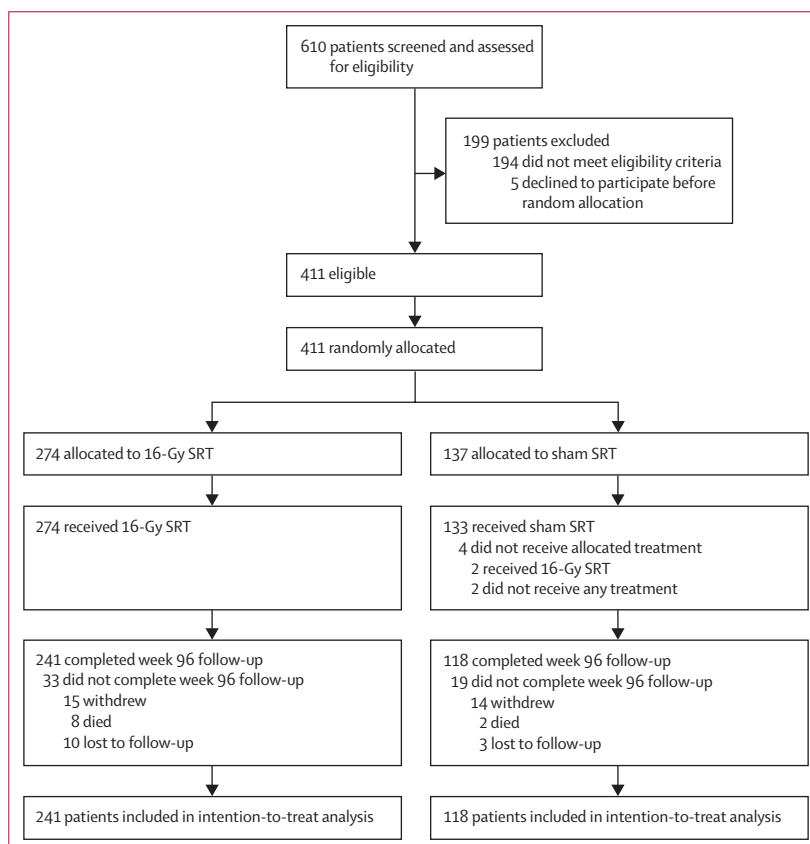 610 patients screened and assessed
for eligibility
199 patients excluded
194 did not meet eligibility criteria
5 declined to participate before
random allocation
411 eligible
411 randomly allocated
274 allocated to 16-Gy SRT
137 allocated to sham SRT
274 received 16-Gy SRT
133 received sham SRT
4 did not receive allocated treatment
2 received 16-Gy SRT
2 did not receive any treatment
241 completed week 96 follow-up
33 did not complete week 96 follow-up
15 withdrew
8 died
10 lost to follow-up
118 completed week 96 follow-up
19 did not complete week 96 follow-up
14 withdrew
2 died
3 lost to follow-up
241 patients included in intention-to-treat analysis
118 patients included in intention-to-treat analysis